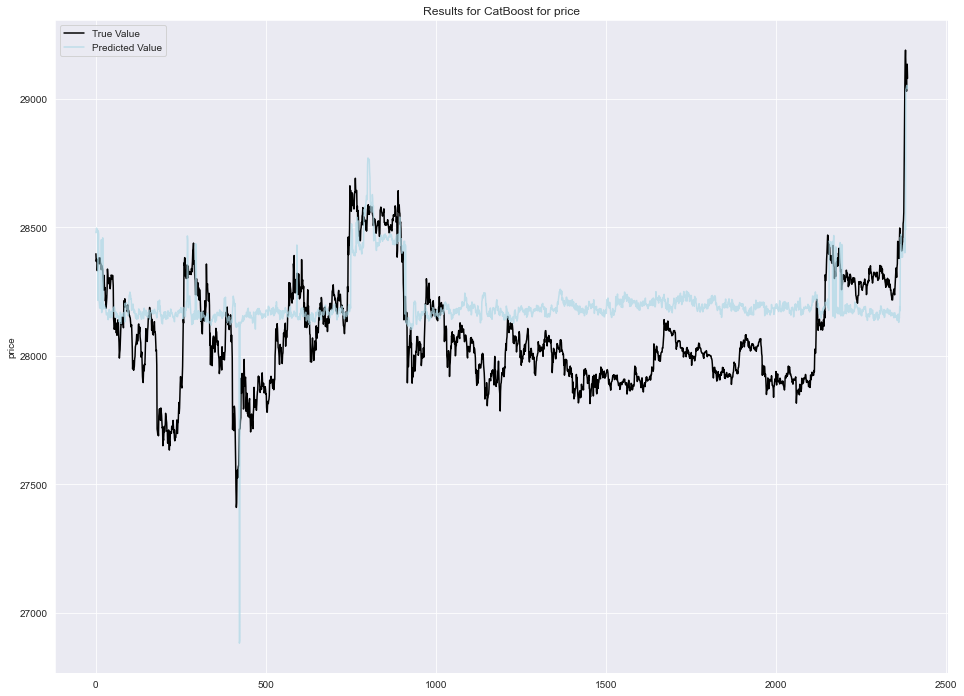 Results for CatBoost for price
True Value
Predicted Value
29000
28500
28000
27500
27000
price
0
500
1000
1500
2000
2500